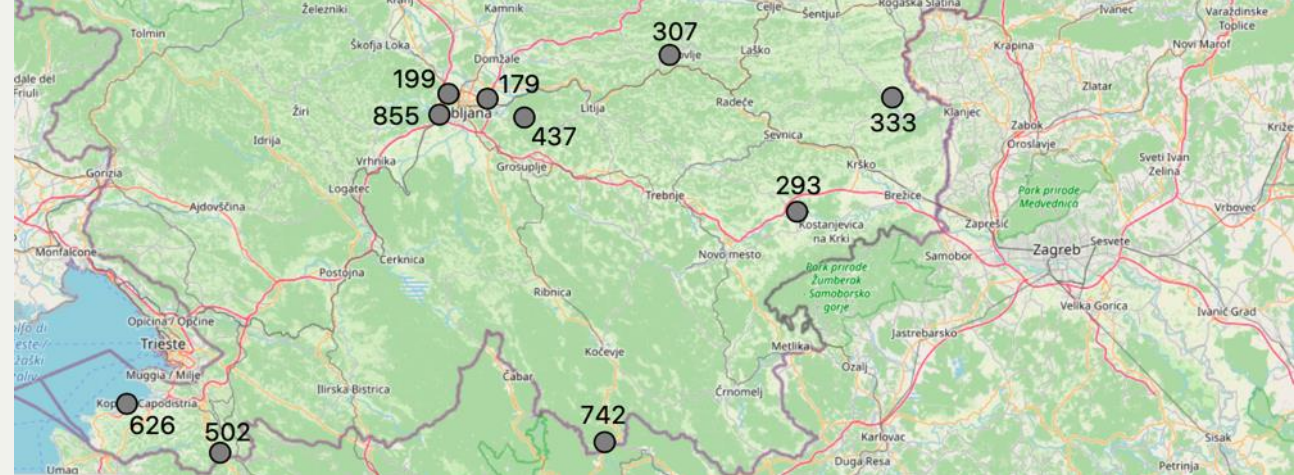 Železniki
Kranj
Kamnik
Celje
Šentjur
Rogaška Slatina
Ivanec
Varaždinske
Toplice
Tolmin
Škofja Loka
Domžale
307
Laško
Krapina
Novi Marof
199
179
Zlatar
dale del
Friuli
Žiri
855
437
Litija
Radeče
333
Klanjec
Zabok
Oroslavje
Idrija
Vrhnika
Grosuplje
Sevnica
Krško
Sveti Ivan
Zelina
Gorizia
Logatec
Trebnje
293
Brežice
Park prirode
Medvednica
Vrbovec
Ajdovščina
Kostanjevica
na Krki
Zaprešić
Monfalcone
Cerknica
Postojna
Novo mesto
Samobor
Zagreb
Sesvete
Park prirode
Žumberak
- Samoborsko
gorje
Ribnica
Velika Gorica
Ivanić Grad
Opicina / Opčine
Trieste
Jastrebarsko
Muggia / Milje
Kočevje
Metlika
Ozalj
Čabar
Ilirska Bistrica
Črnomelj
Capodistria
626
502
742
Karlovac
Duga Resa
Sisak
Petrinja
Umag